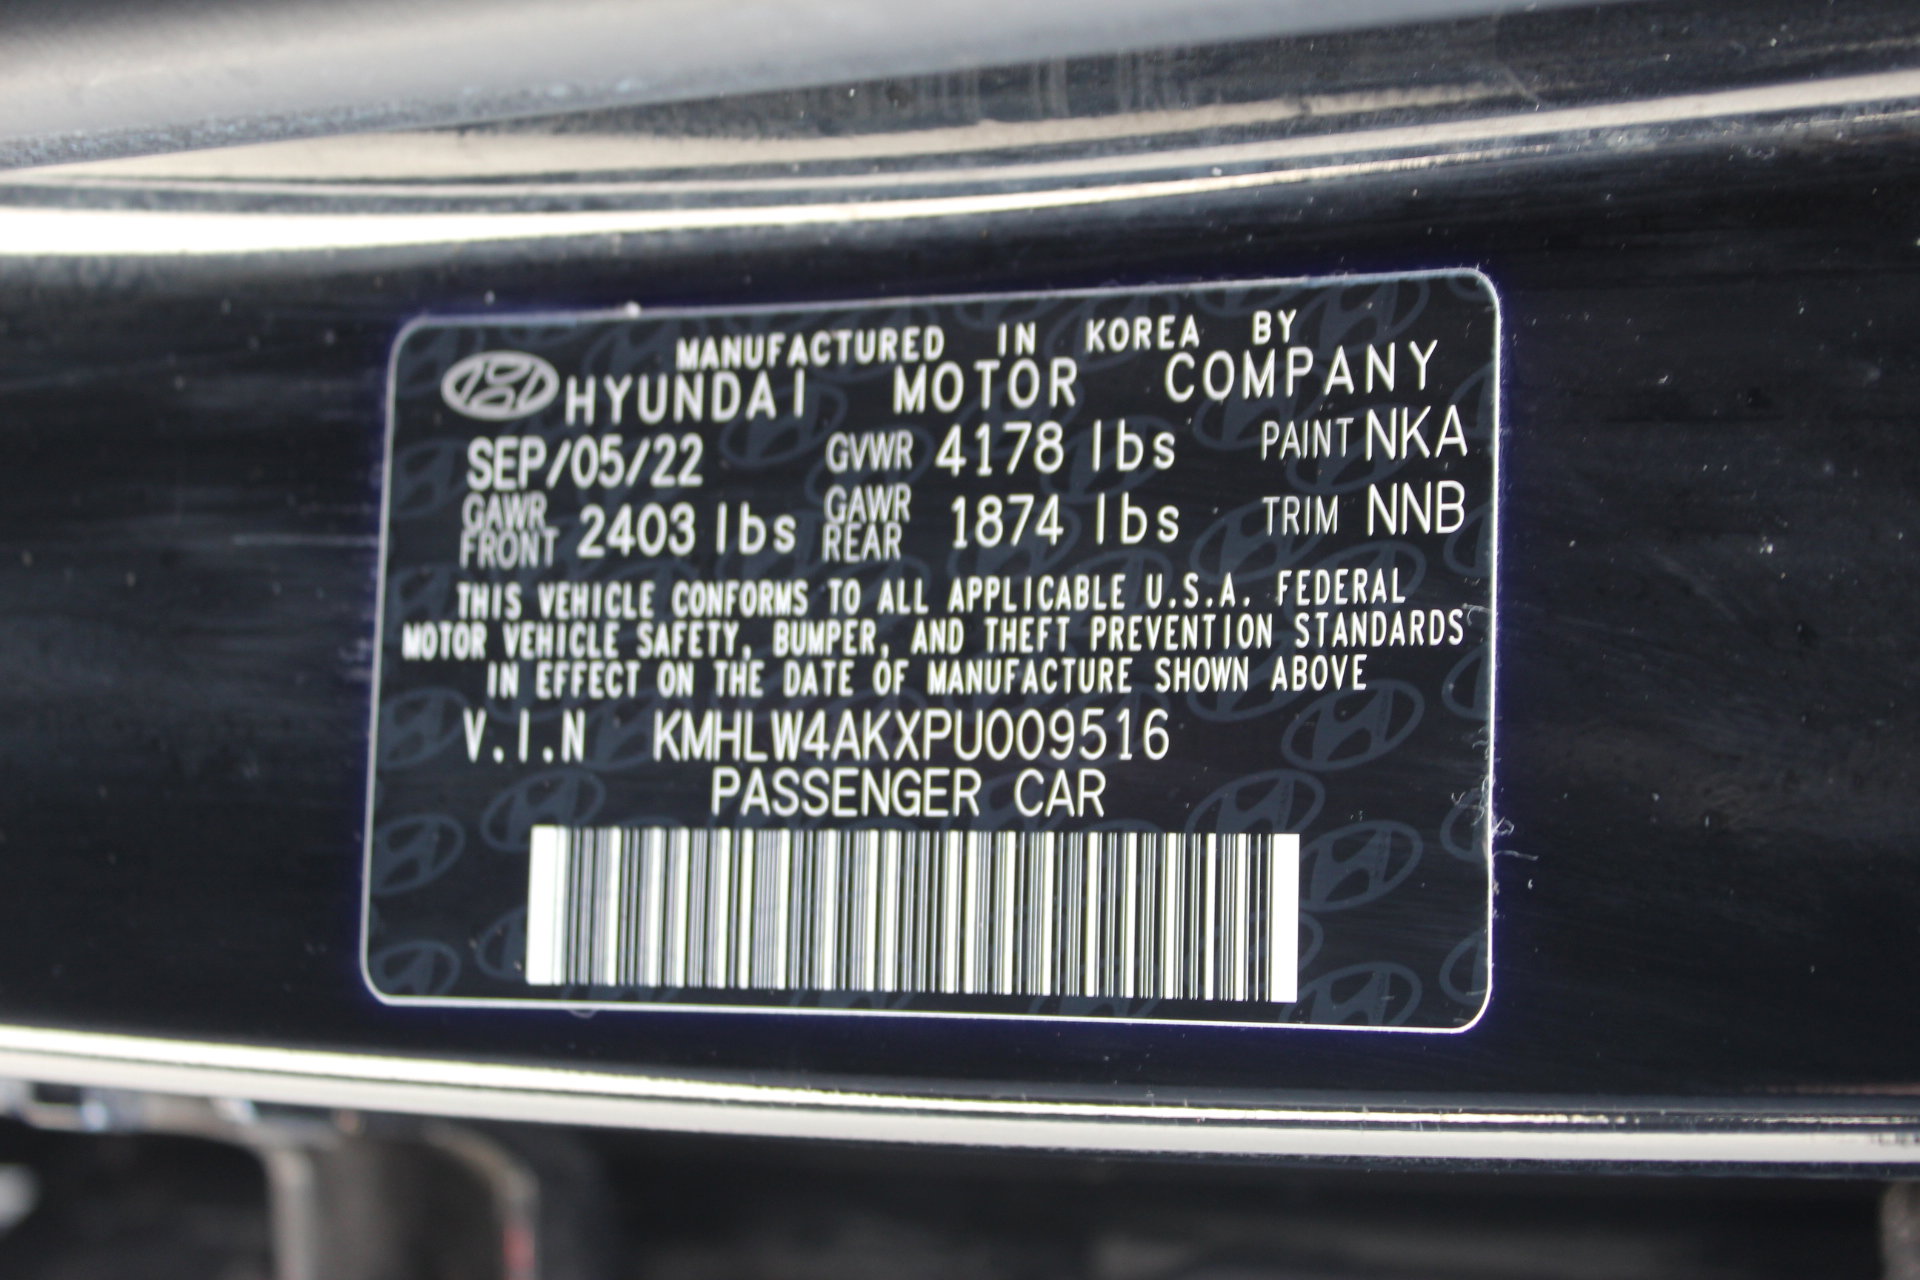 MANUFACTURED IN KOREA BY
HYUNDAI MOTOR COMPANY
SEP/05/22 GVWR 4178 lbs PAINT NKA
GAWR FRONT 2403 lbs GAWR REAR 1874 lbs TRIM NNB
THIS VEHICLE CONFORMS TO ALL APPLICABLE U.S.A. FEDERAL
MOTOR VEHICLE SAFETY, BUMPER, AND THEFT PREVENTION STANDARDS
IN EFFECT ON THE DATE OF MANUFACTURE SHOWN ABOVE
V.I.N KMHLW4AKXPU009516
PASSENGER CAR